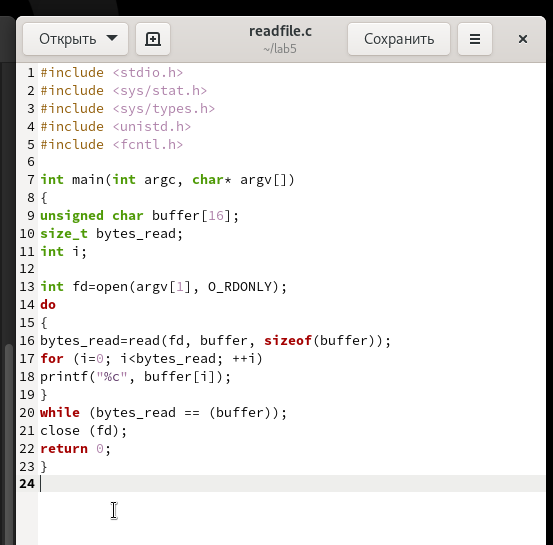 Открыть
readfile.c
~/lab5
Сохранить
1 #include <stdio.h>
2 #include <sys/stat.h>
3 #include <sys/types.h>
4 #include <unistd.h>
5 #include <fcntl.h>
6
7 int main(int argc, char* argv[])
8 {
9 unsigned char buffer[16];
10 size_t bytes_read;
11 int i;
12
13 int fd=open(argv[1], O_RDONLY);
14 do
15 {
16 bytes_read=read(fd, buffer, sizeof(buffer));
17 for (i=0; i<bytes_read; ++i)
18 printf("%c", buffer[i]);
19 }
20 while (bytes_read == (buffer));
21 close (fd);
22 return 0;
23 }
24